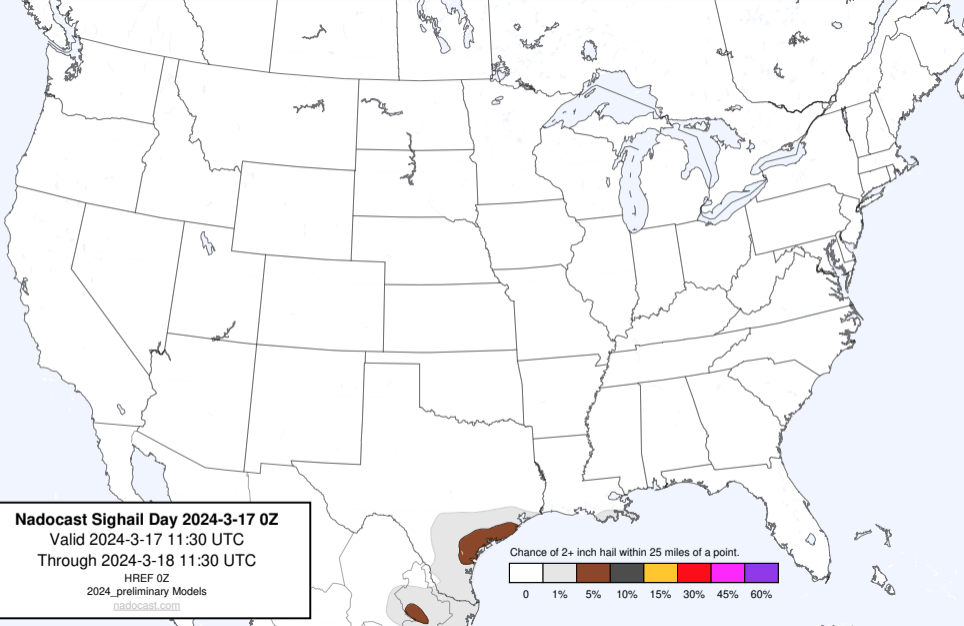 Nadocast Sighail Day 2024-3-17 0Z
Valid 2024-3-17 11:30 UTC
Through 2024-3-18 11:30 UTC
HREF 0Z
2024_preliminary Models
nadocast.com
Chance of 2+ inch hail within 25 miles of a point.
0 1% 5% 10% 15% 30% 45% 60%